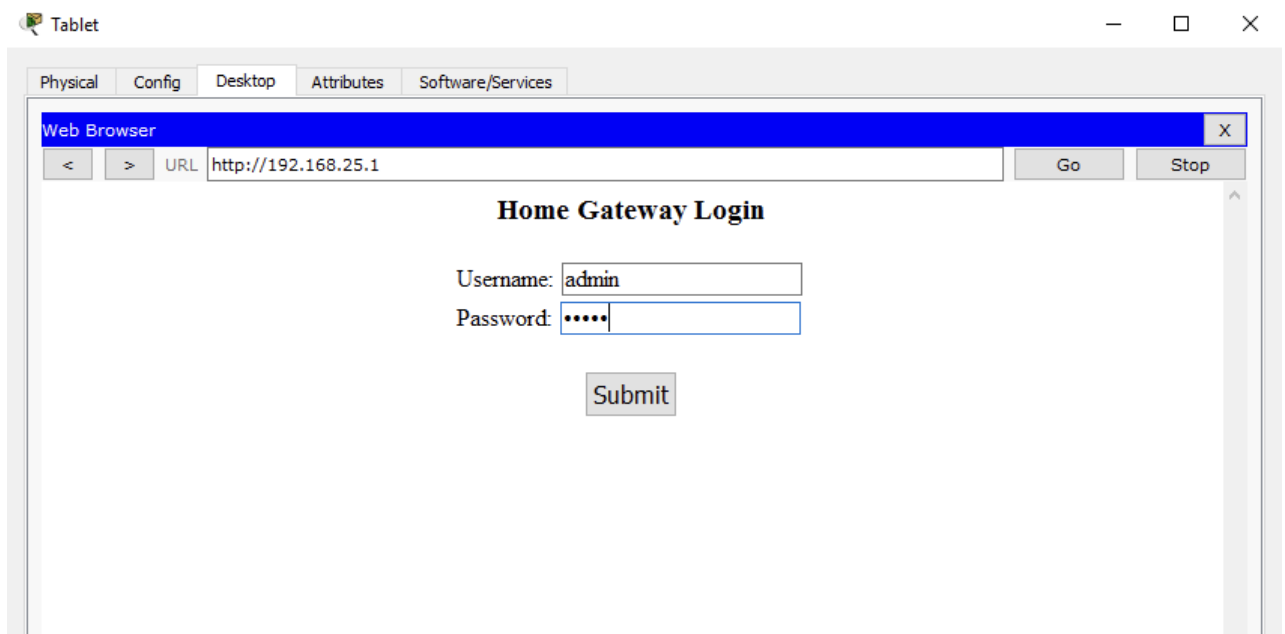 Tablet
Physical Config Desktop Attributes Software/Services
Web Browser X
< > URL http://192.168.25.1 Go Stop
Home Gateway Login
Username: admin
Password: •••••
Submit